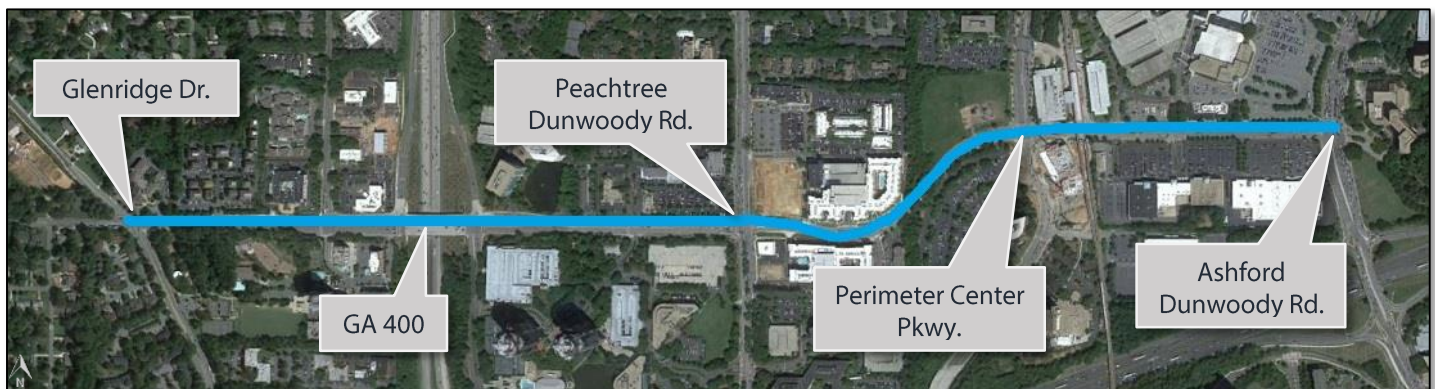 Glenridge Dr.
Peachtree
Dunwoody Rd.
GA 400
Perimeter Center
Pkwy.
Ashford
Dunwoody Rd.
N